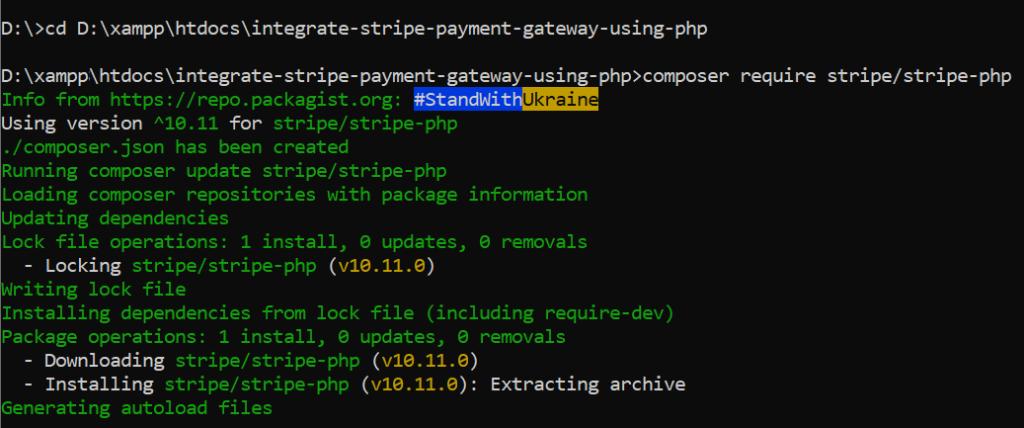 D:\>cd D:\xampp\htdocs\integrate-stripe-payment-gateway-using-php
D:\xampp\htdocs\integrate-stripe-payment-gateway-using-php>composer require stripe/stripe-php
Info from https://repo.packagist.org: #StandWithUkraine
Using version ^10.11 for stripe/stripe-php
./composer.json has been created
Running composer update stripe/stripe-php
Loading composer repositories with package information
Updating dependencies
Lock file operations: 1 install, 0 updates, 0 removals
  - Locking stripe/stripe-php (v10.11.0)
Writing lock file
Installing dependencies from lock file (including require-dev)
Package operations: 1 install, 0 updates, 0 removals
  - Downloading stripe/stripe-php (v10.11.0)
  - Installing stripe/stripe-php (v10.11.0): Extracting archive
Generating autoload files